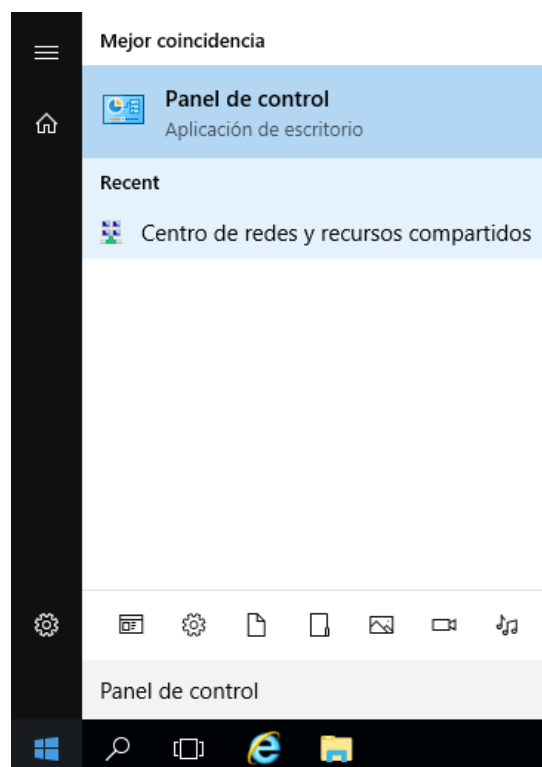 Mejor coincidencia
Panel de control
Aplicación de escritorio
Recent
Centro de redes y recursos compartidos
Panel de control